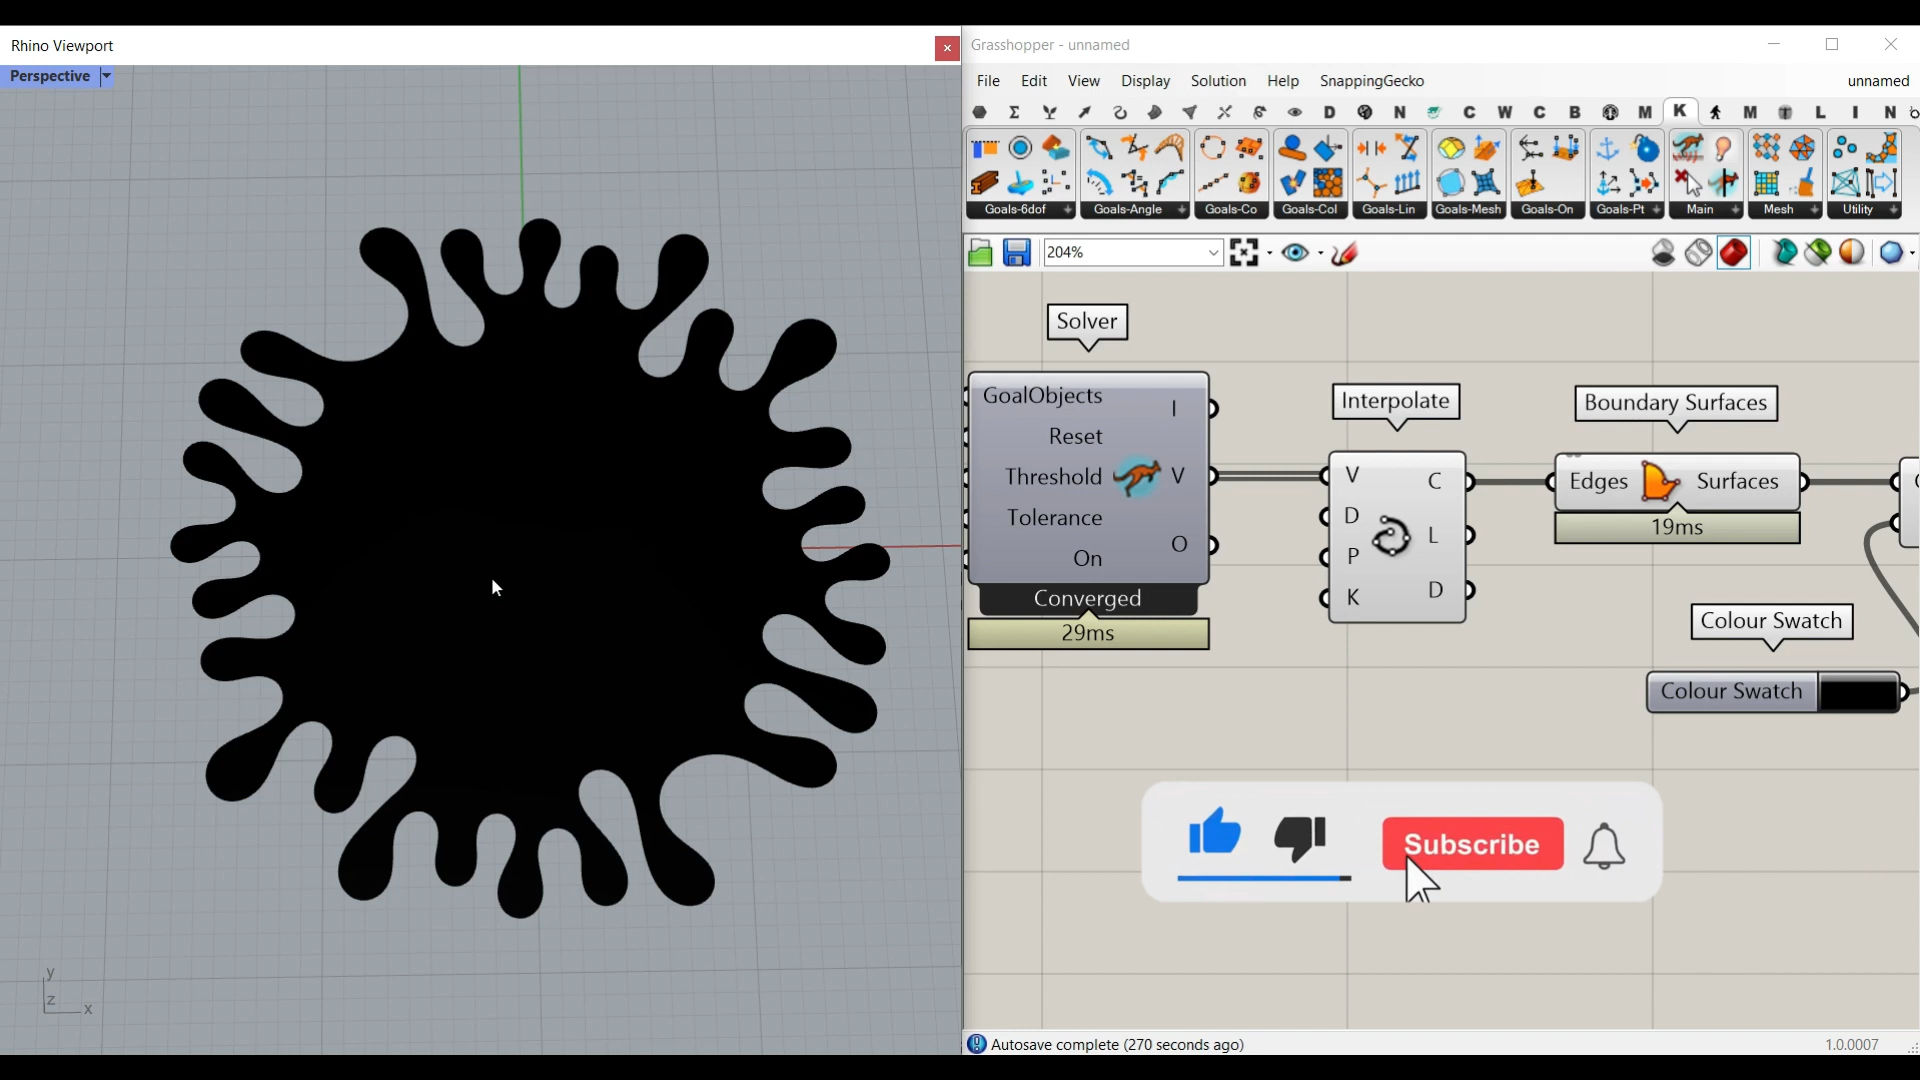 Rhino Viewport
Perspective
y
z
x
Grasshopper - unnamed
File Edit View Display Solution Help SnappingGecko unnamed
D N C W C B M K M L I N
Goals-6dof Goals-Angle Goals-Co Goals-Col Goals-Lin Goals-Mesh Goals-On Goals-Pt Main Mesh Utility
204%
Solver
GoalObjects
Reset
Threshold
Tolerance
On
I
V
O
Converged
29ms
Interpolate
V
D
P
K
C
L
D
Boundary Surfaces
Edges Surfaces
19ms
Colour Swatch
Colour Swatch
Subscribe
Autosave complete (270 seconds ago)
1.0.0007